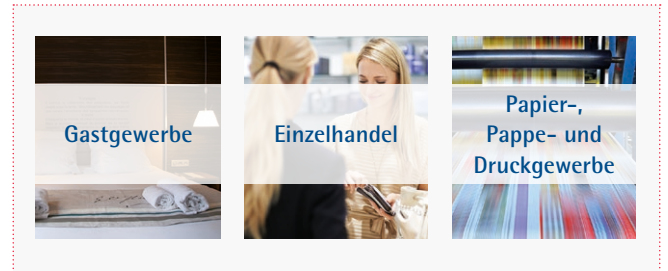 Gastgewerbe
Einzelhandel
Papier-,
Pappe- und
Druckgewerbe